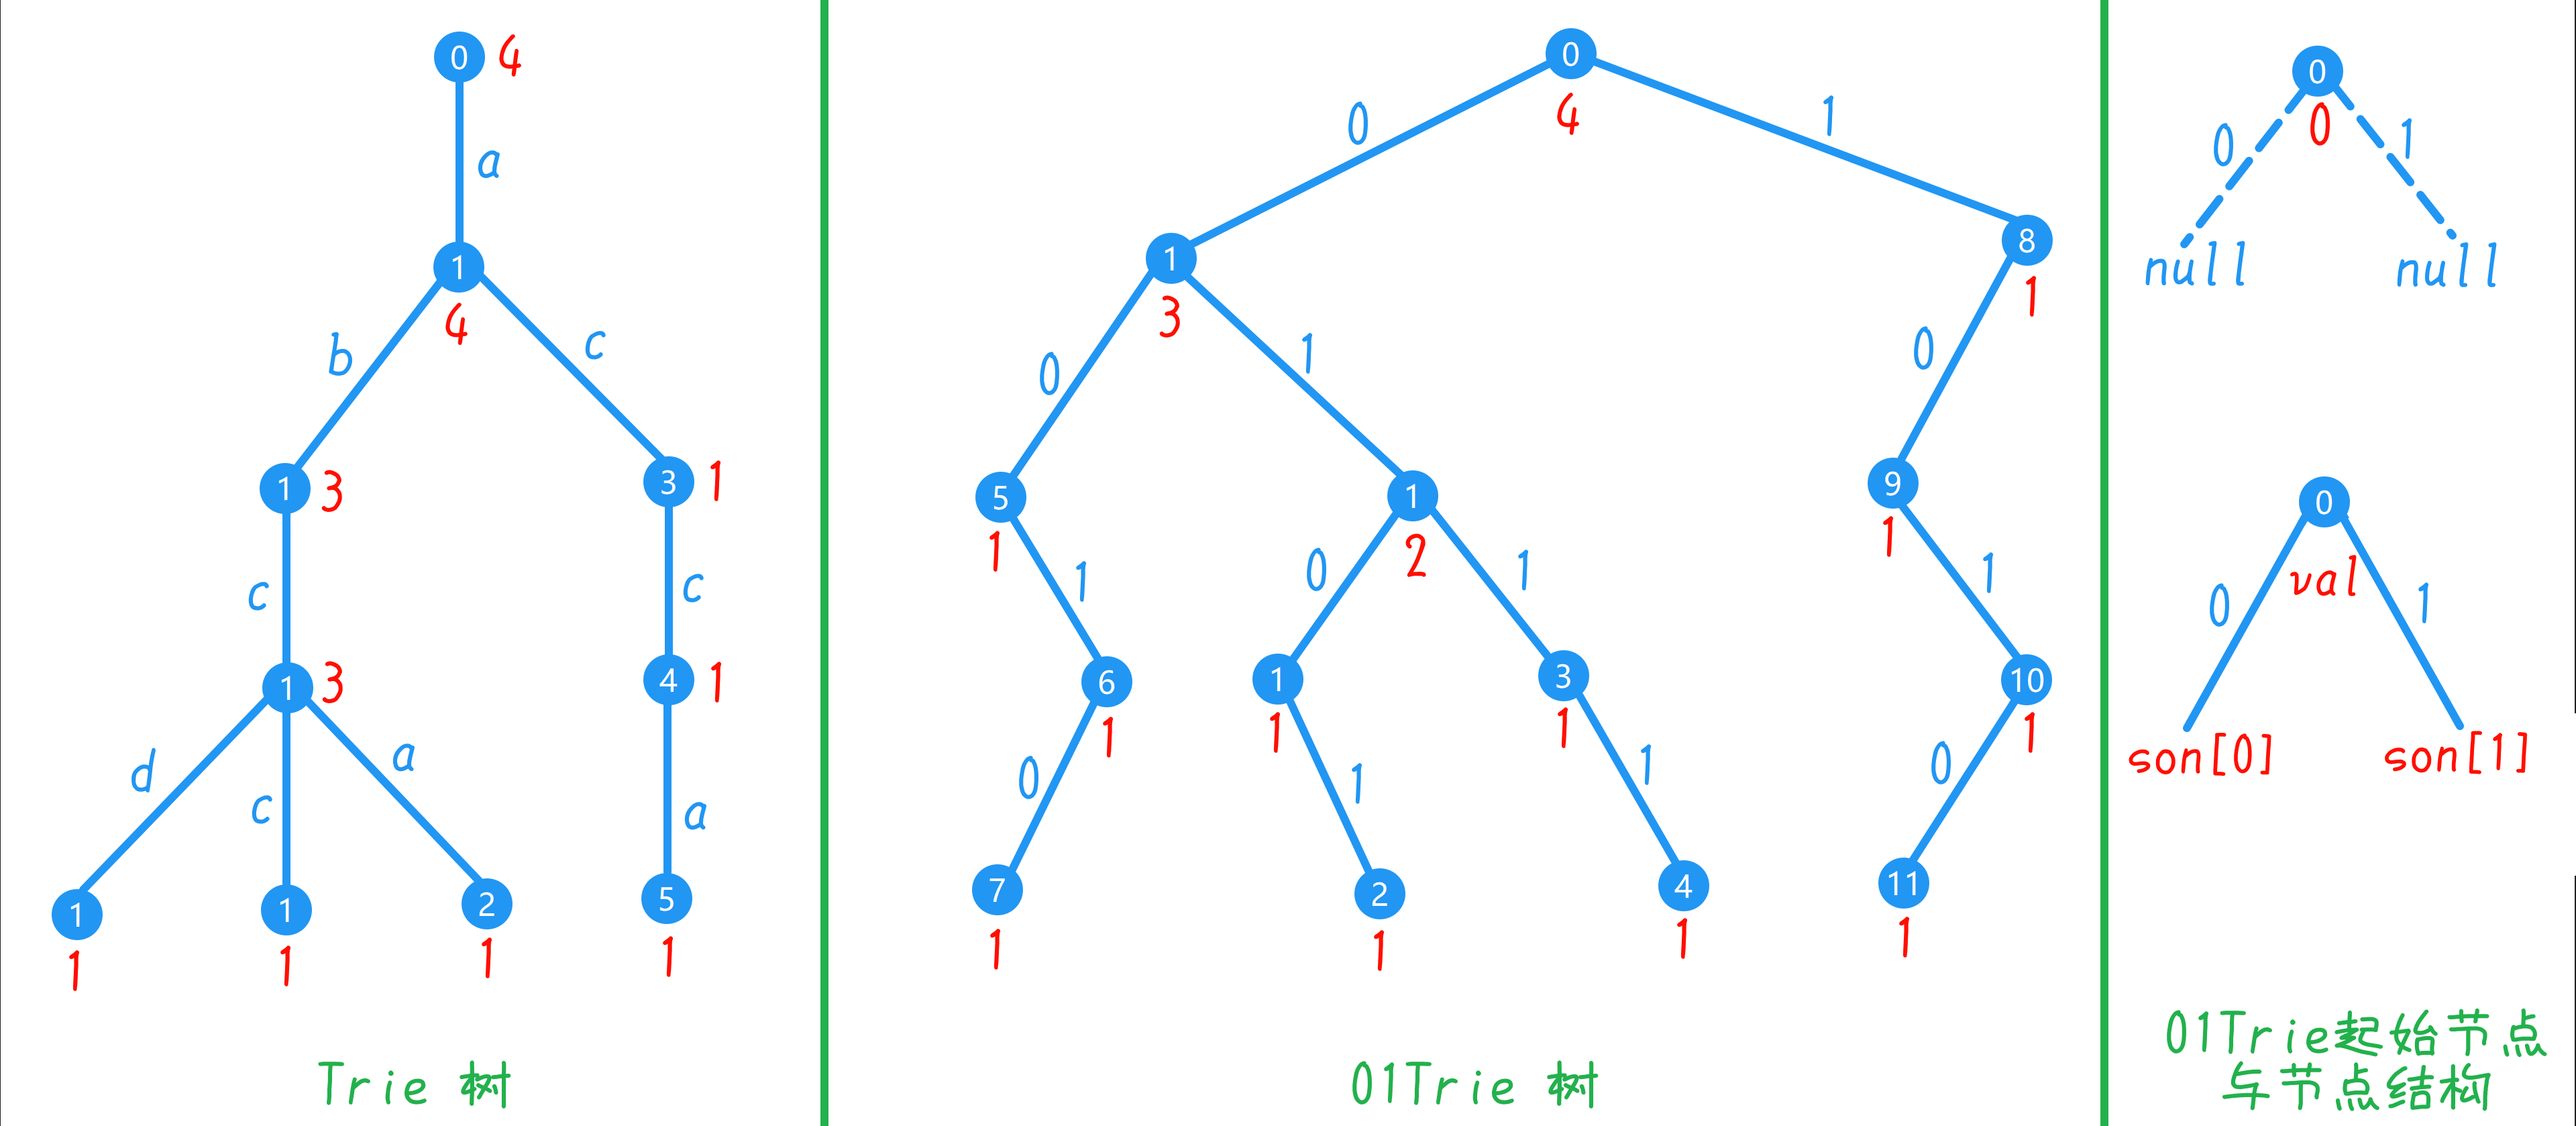 0 4
a
1
4
b c
1 3 3 1
c c
1 3 4 1
d c a a
1 1 2 5
1 1 1 1
Trie 树
0
4
0 1
1 8
3 1
0 1 0
5 1 9
1 2 1
1 0 1 1
6 1 3 10
1 1 1 1
0 1 1 0
7 2 4 11
1 1 1 1
01Trie 树
0
0 0 1
null null
0
val
0 1
son[0] son[1]
01Trie起始节点
与节点结构